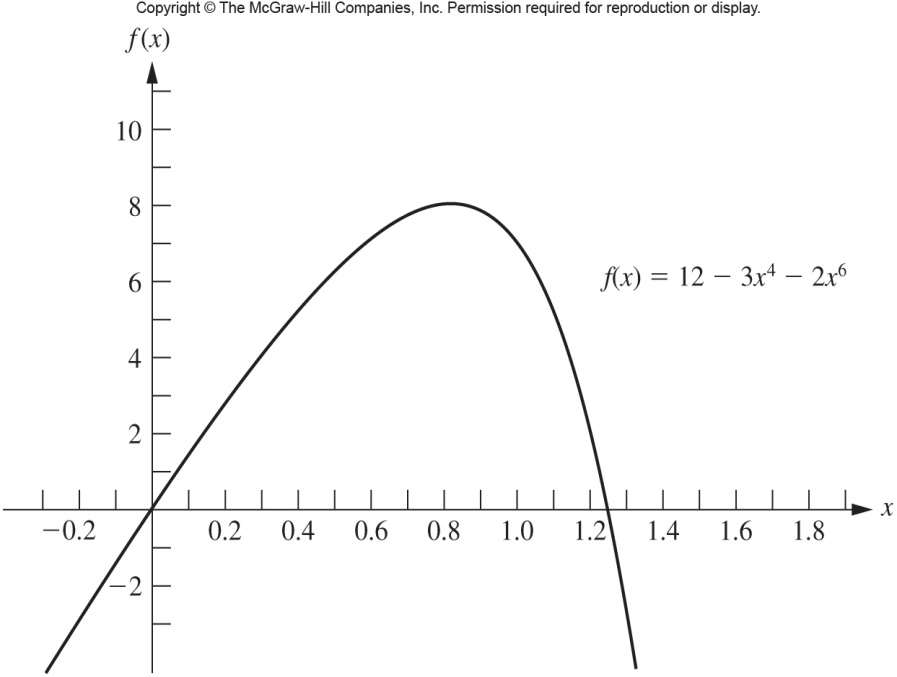 Copyright © The McGraw-Hill Companies, Inc. Permission required for reproduction or display.
f(x)
10
8
6
f(x) = 12 − 3x⁴ − 2x⁶
4
2
−0.2 0.2 0.4 0.6 0.8 1.0 1.2 1.4 1.6 1.8 x
−2